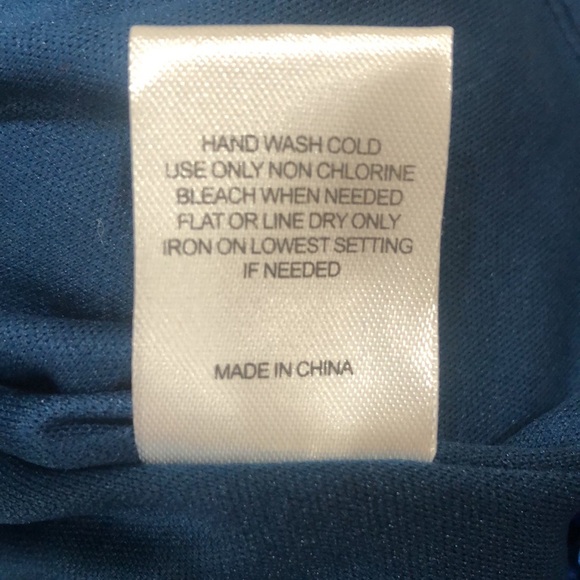 HAND WASH COLD
USE ONLY NON CHLORINE
BLEACH WHEN NEEDED
FLAT OR LINE DRY ONLY
IRON ON LOWEST SETTING
IF NEEDED
MADE IN CHINA